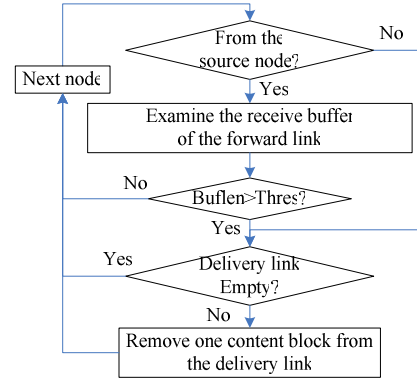 From the
source node?
No
Next node
Yes
Examine the receive buffer
of the forward link
No
Buflen>Thres?
Yes
Yes
Delivery link
Empty?
No
Remove one content block from
the delivery link